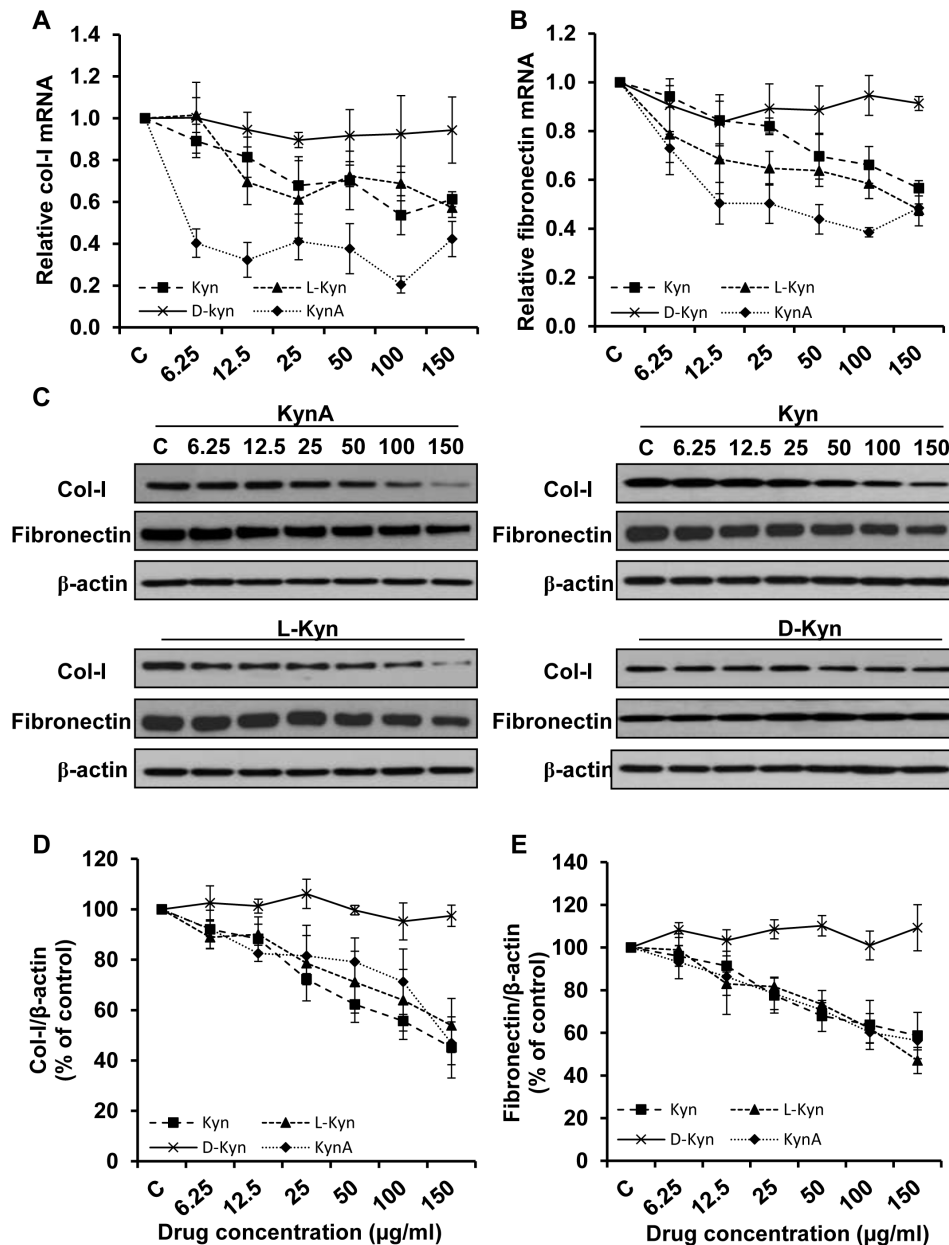 A
Relative col-I mRNA
1.4
1.2
1.0
0.8
0.6
0.4
0.2
0.0
Kyn
L-Kyn
D-kyn
KynA
C 6.25 12.5 25 50 100 150
B
Relative fibronectin mRNA
1.2
1.0
0.8
0.6
0.4
0.2
0.0
Kyn
L-Kyn
D-Kyn
KynA
C 6.25 12.5 25 50 100 150
C
KynA
C 6.25 12.5 25 50 100 150
Col-I
Fibronectin
β-actin
Kyn
C 6.25 12.5 25 50 100 150
Col-I
Fibronectin
β-actin
L-Kyn
Col-I
Fibronectin
β-actin
D-Kyn
Col-I
Fibronectin
β-actin
D
Col-I/β-actin
(% of control)
120
100
80
60
40
20
0
Kyn
L-Kyn
D-Kyn
KynA
C 6.25 12.5 25 50 100 150
Drug concentration (μg/ml)
E
Fibronectin/β-actin
(% of control)
140
120
100
80
60
40
20
0
Kyn
L-Kyn
D-Kyn
KynA
C 6.25 12.5 25 50 100 150
Drug concentration (μg/ml)